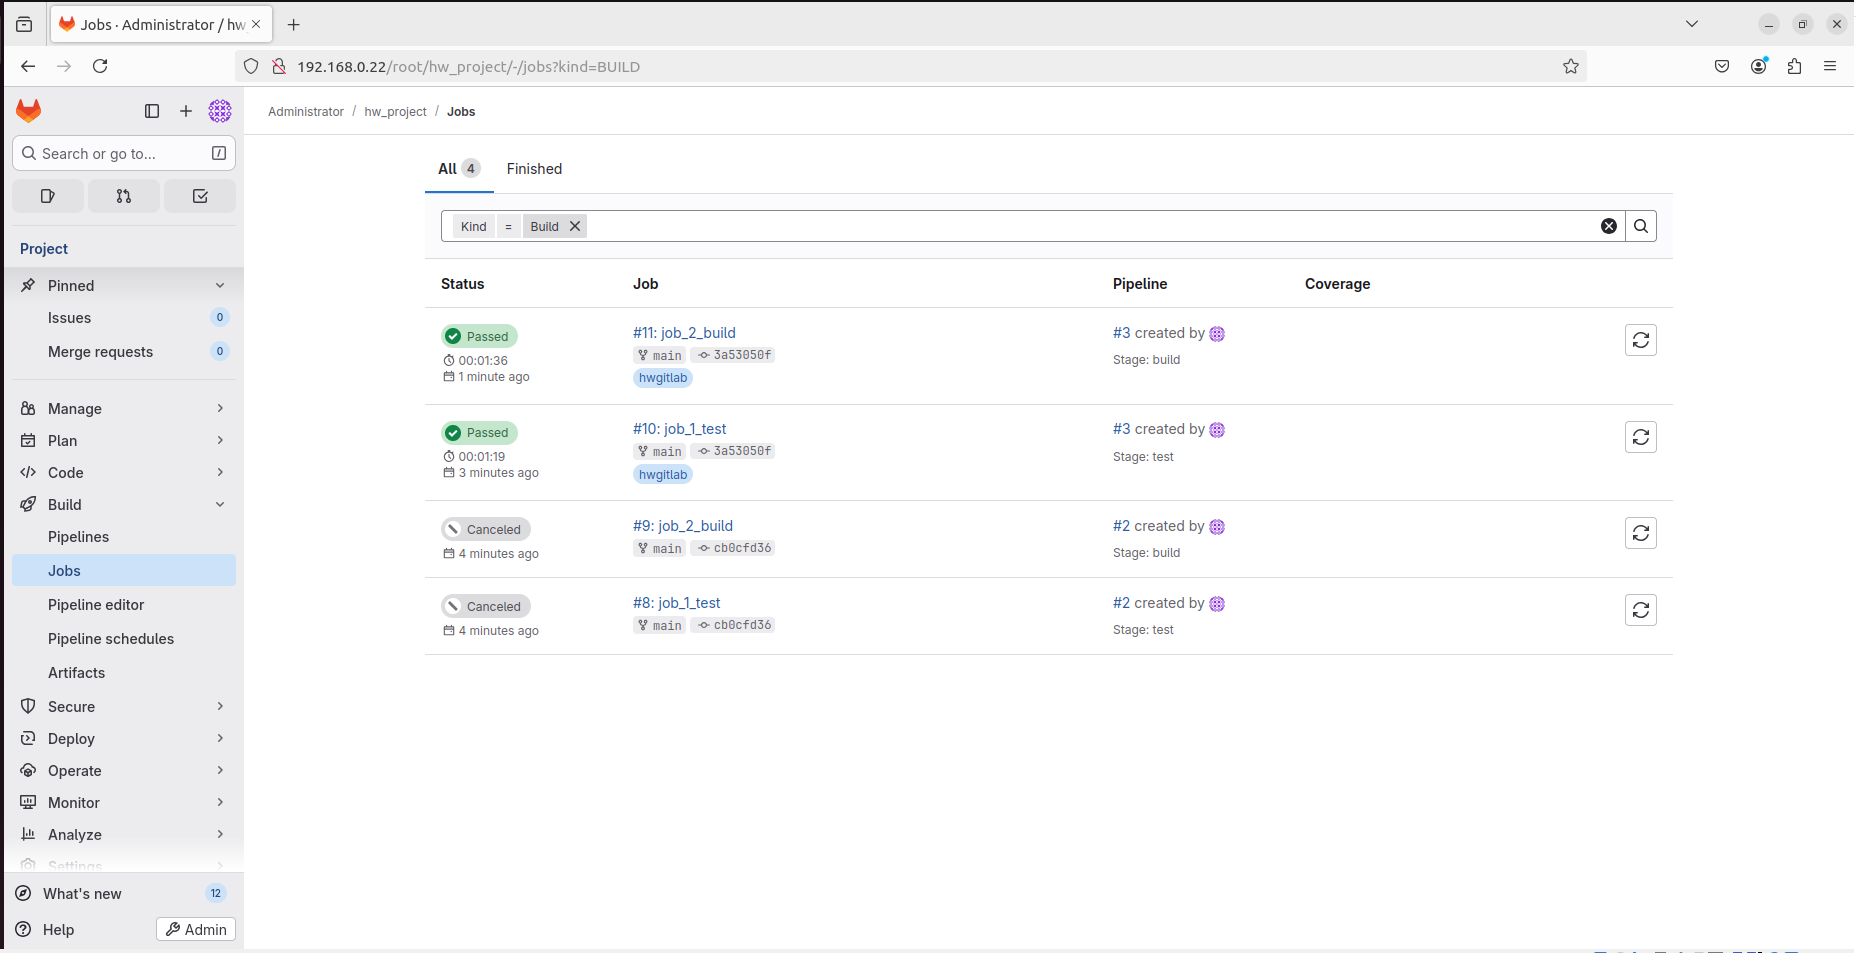 Jobs · Administrator / hw
192.168.0.22/root/hw_project/-/jobs?kind=BUILD
Administrator / hw_project / Jobs
Search or go to... /
Project
Pinned
Issues 0
Merge requests 0
Manage
Plan
Code
Build
Pipelines
Jobs
Pipeline editor
Pipeline schedules
Artifacts
Secure
Deploy
Operate
Monitor
Analyze
Settings
What's new 12
Help Admin
All 4 Finished
Kind = Build
Status Job Pipeline Coverage
Passed #11: job_2_build #3 created by
00:01:36 main 3a53050f Stage: build
1 minute ago hwgitlab
Passed #10: job_1_test #3 created by
00:01:19 main 3a53050f Stage: test
3 minutes ago hwgitlab
Canceled #9: job_2_build #2 created by
4 minutes ago main cb0cfd36 Stage: build
Canceled #8: job_1_test #2 created by
4 minutes ago main cb0cfd36 Stage: test